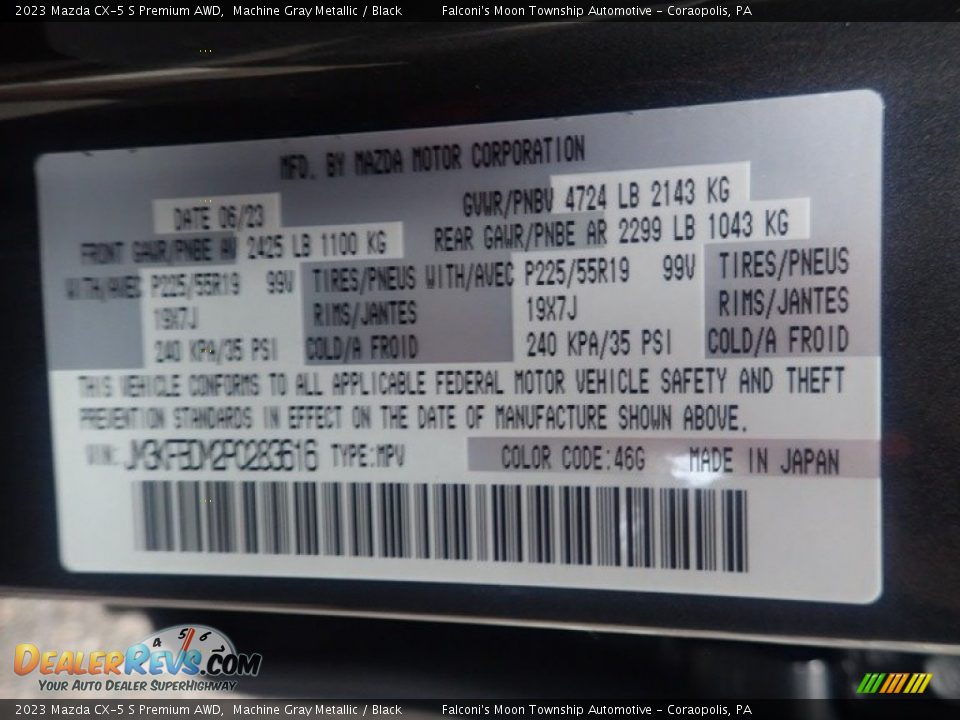 2023 Mazda CX-5 S Premium AWD, Machine Gray Metallic / Black Falconi's Moon Township Automotive - Coraopolis, PA
MFD. BY MAZDA MOTOR CORPORATION
DATE 06/23 GVWR/PNBV 4724 LB 2143 KG
FRONT GAWR/PNBE AV 2425 LB 1100 KG REAR GAWR/PNBE AR 2299 LB 1043 KG
WITH/AVEC P225/55R19 99V TIRES/PNEUS WITH/AVEC P225/55R19 99V TIRES/PNEUS
19X7J RIMS/JANTES 19X7J RIMS/JANTES
240 KPA/35 PSI COLD/A FROID 240 KPA/35 PSI COLD/A FROID
THIS VEHICLE CONFORMS TO ALL APPLICABLE FEDERAL MOTOR VEHICLE SAFETY AND THEFT
PREVENTION STANDARDS IN EFFECT ON THE DATE OF MANUFACTURE SHOWN ABOVE.
VIN: JM3KFBDM2P0283616 TYPE:MPV COLOR CODE:46G MADE IN JAPAN
4 5 6
DEALERREVS.COM
YOUR AUTO DEALER SUPERHIGHWAY
2023 Mazda CX-5 S Premium AWD, Machine Gray Metallic / Black Falconi's Moon Township Automotive - Coraopolis, PA